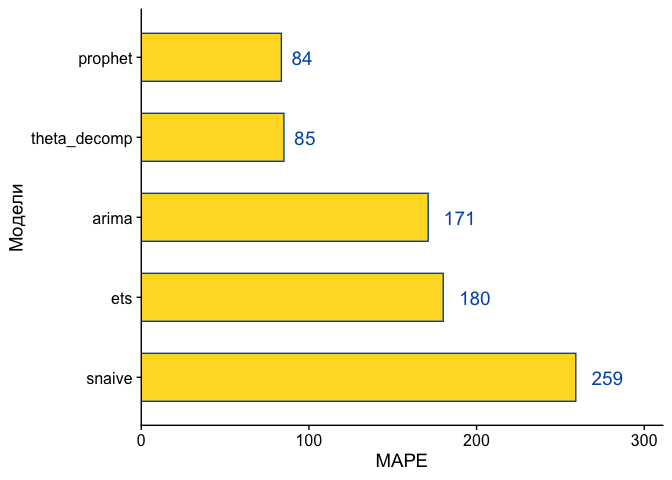 prophet 84
theta_decomp 85
arima 171
ets 180
snaive 259
Модели
0 100 200 300
MAPE